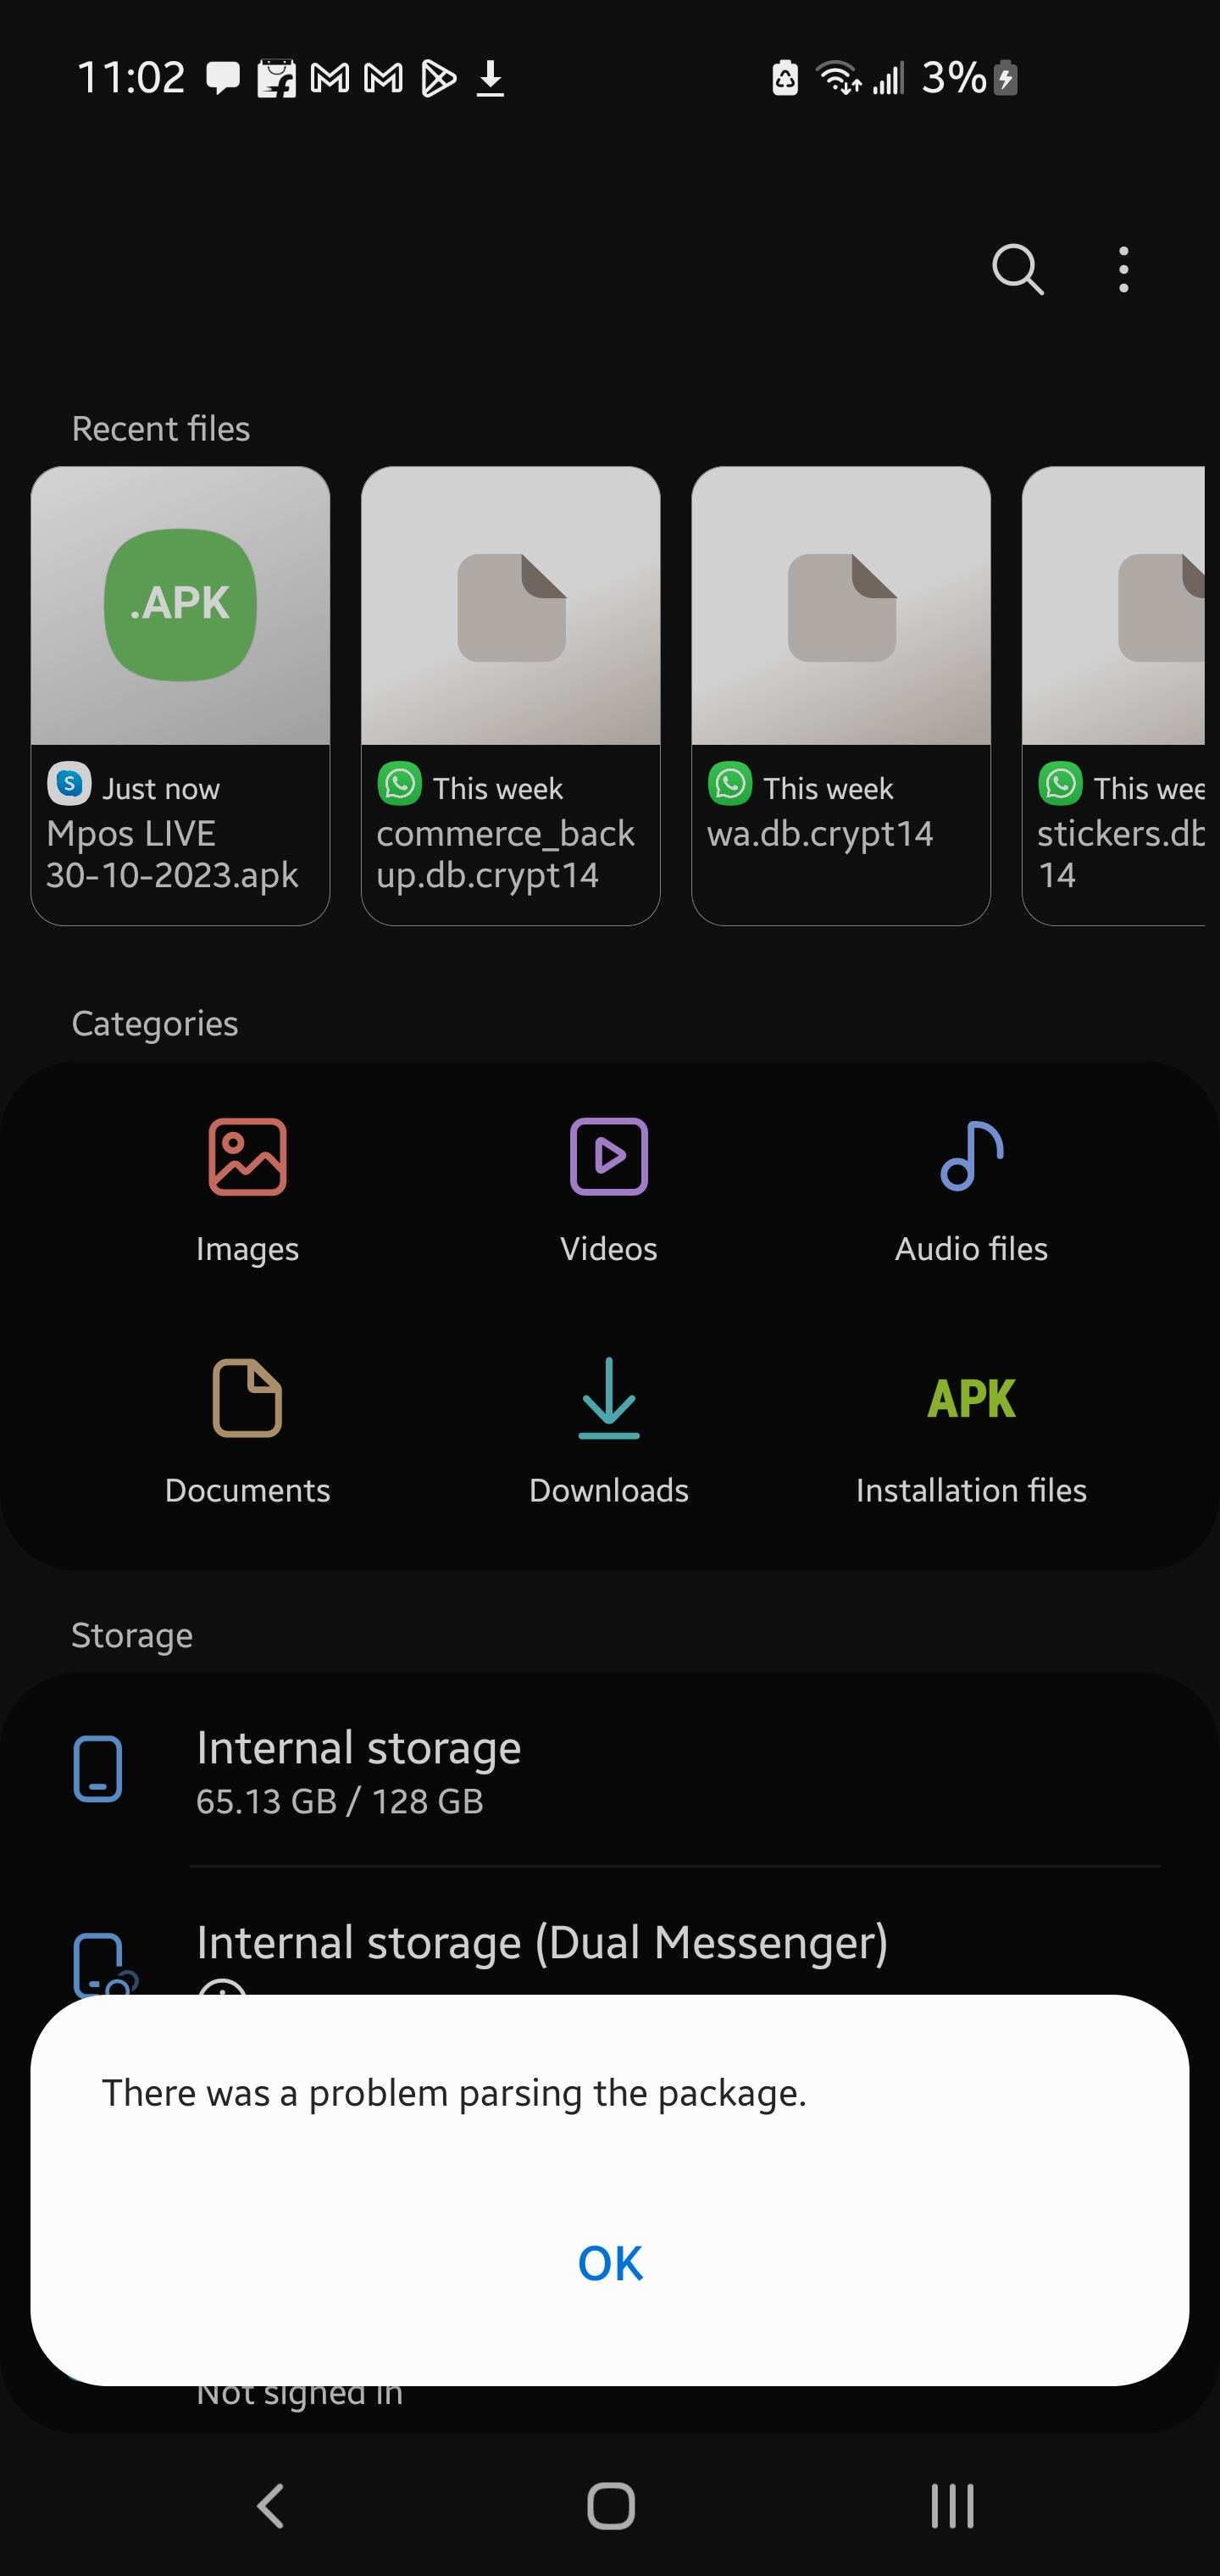 11:02
3%
Recent files
.APK
Just now
Mpos LIVE
30-10-2023.apk
This week
commerce_back
up.db.crypt14
This week
wa.db.crypt14
This wee
stickers.db
14
Categories
Images
Videos
Audio files
Documents
Downloads
APK
Installation files
Storage
Internal storage
65.13 GB / 128 GB
Internal storage (Dual Messenger)
There was a problem parsing the package.
OK
Not signed in